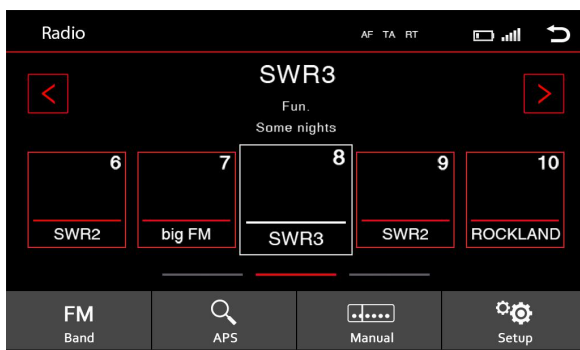 Radio
AF TA RT
SWR3
Fun.
Some nights
6
7
8
9
10
SWR2
big FM
SWR3
SWR2
ROCKLAND
FM
Band
APS
Manual
Setup